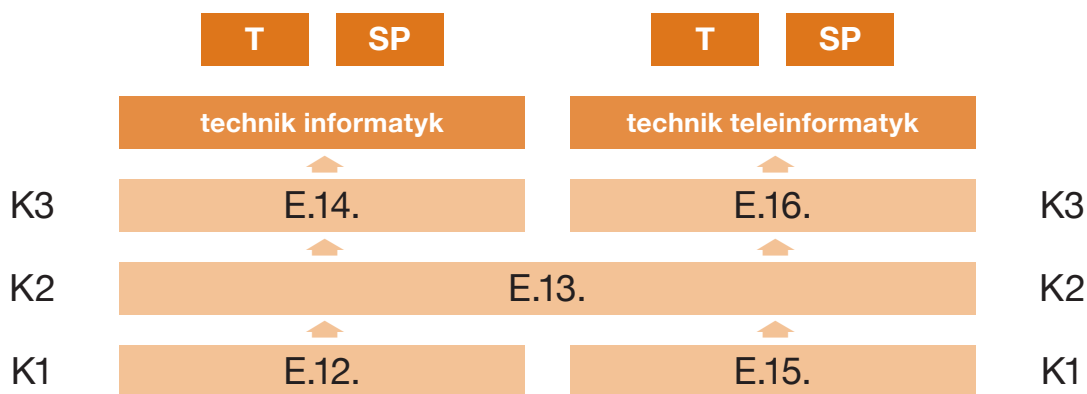 T SP T SP
technik informatyk technik teleinformatyk
K3 E.14. E.16. K3
K2 E.13. K2
K1 E.12. E.15. K1